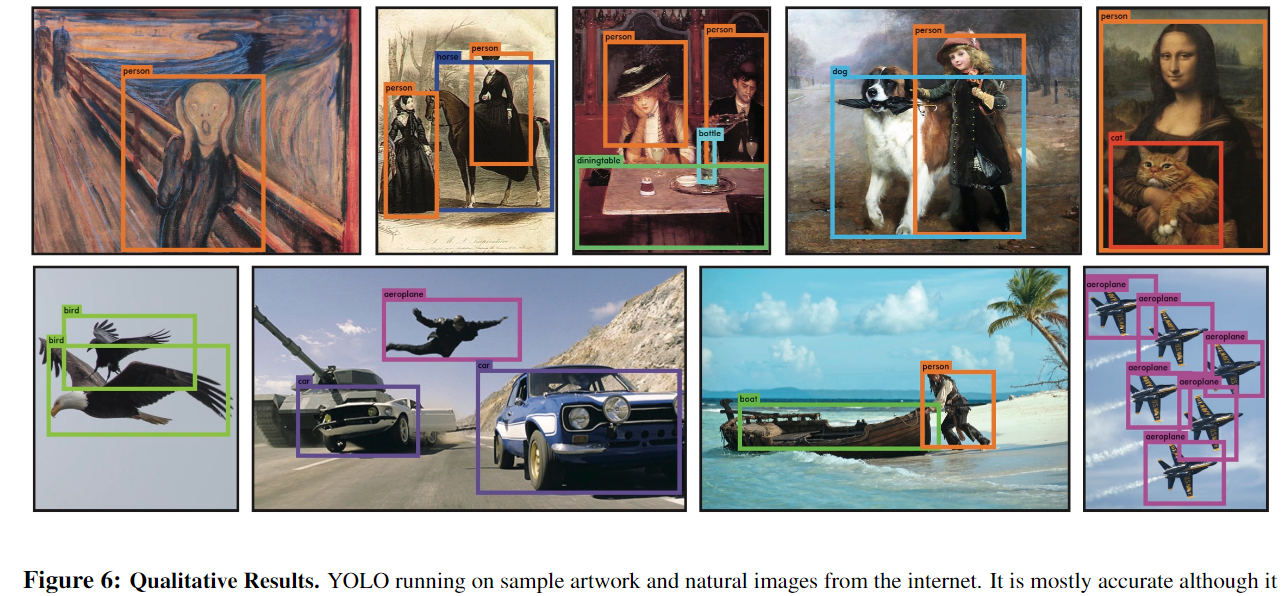 person
person
horse
person
person
person
bottle
diningtable
person
dog
person
cat
bird
bird
aeroplane
car
car
boat
person
aeroplane
aeroplane
aeroplane
aeroplane
aeroplane
aeroplane
Figure 6: Qualitative Results. YOLO running on sample artwork and natural images from the internet. It is mostly accurate although it